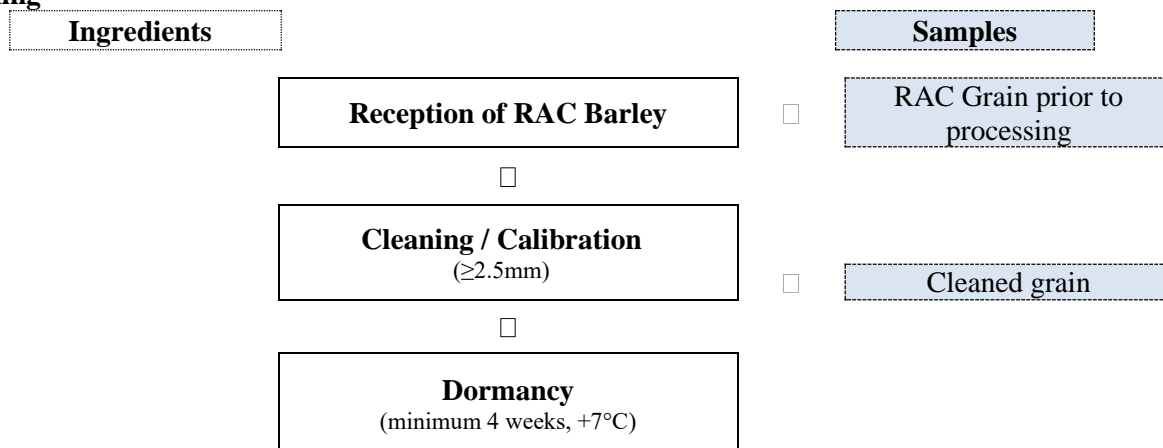 Ingredients
Samples
Reception of RAC Barley
RAC Grain prior to
processing
Cleaning / Calibration
(≥2.5mm)
Cleaned grain
Dormancy
(minimum 4 weeks, +7°C)